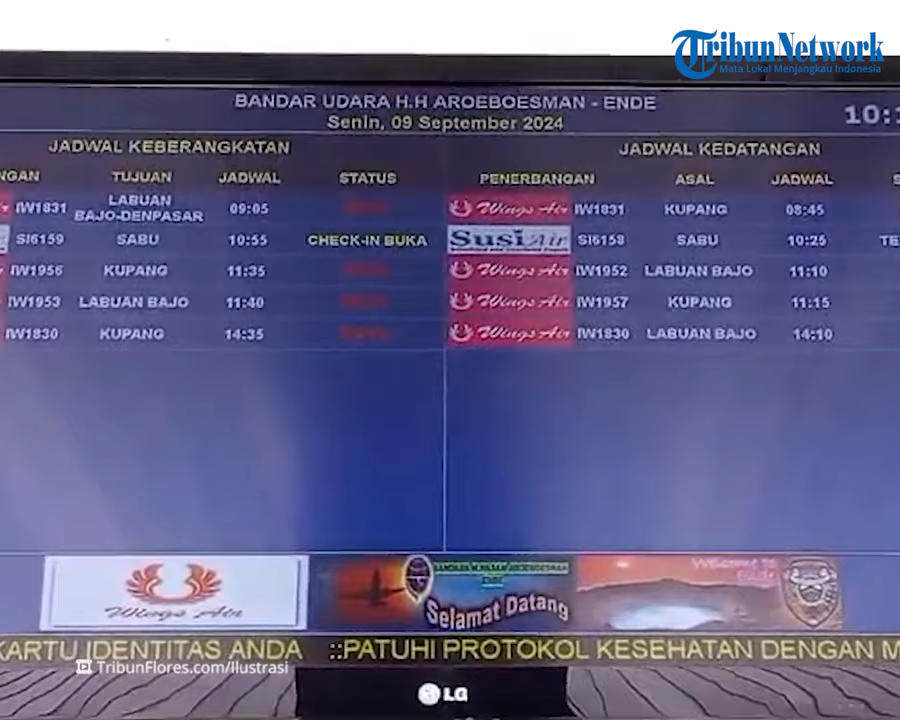 TribunNetwork
Mata Lokal Menjangkau Indonesia
BANDAR UDARA H.H AROEBOESMAN - ENDE
Senin, 09 September 2024
10:1
JADWAL KEBERANGKATAN
NGAN TUJUAN JADWAL STATUS
IW1831 LABUAN BAJO-DENPASAR 09:05
SI6159 SABU 10:55 CHECK-IN BUKA
IW1956 KUPANG 11:35
IW1953 LABUAN BAJO 11:40
IW1830 KUPANG 14:35
JADWAL KEDATANGAN
PENERBANGAN ASAL JADWAL S
Wings Air IW1831 KUPANG 08:45
Susi Air SI6158 SABU 10:25 TE
Wings Air IW1952 LABUAN BAJO 11:10
Wings Air IW1957 KUPANG 11:15
Wings Air IW1830 LABUAN BAJO 14:10
Wings Air
ENDE
Selamat Datang
Welcome to
Ende
KARTU IDENTITAS ANDA ::PATUHI PROTOKOL KESEHATAN DENGAN M
TribunFlores.com/Ilustrasi
LG